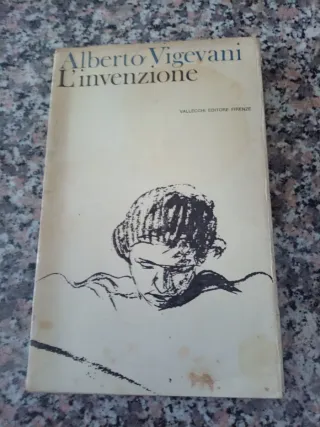 Alberto Vigevani
L'invenzione
VALLECCHI EDITORE FIRENZE